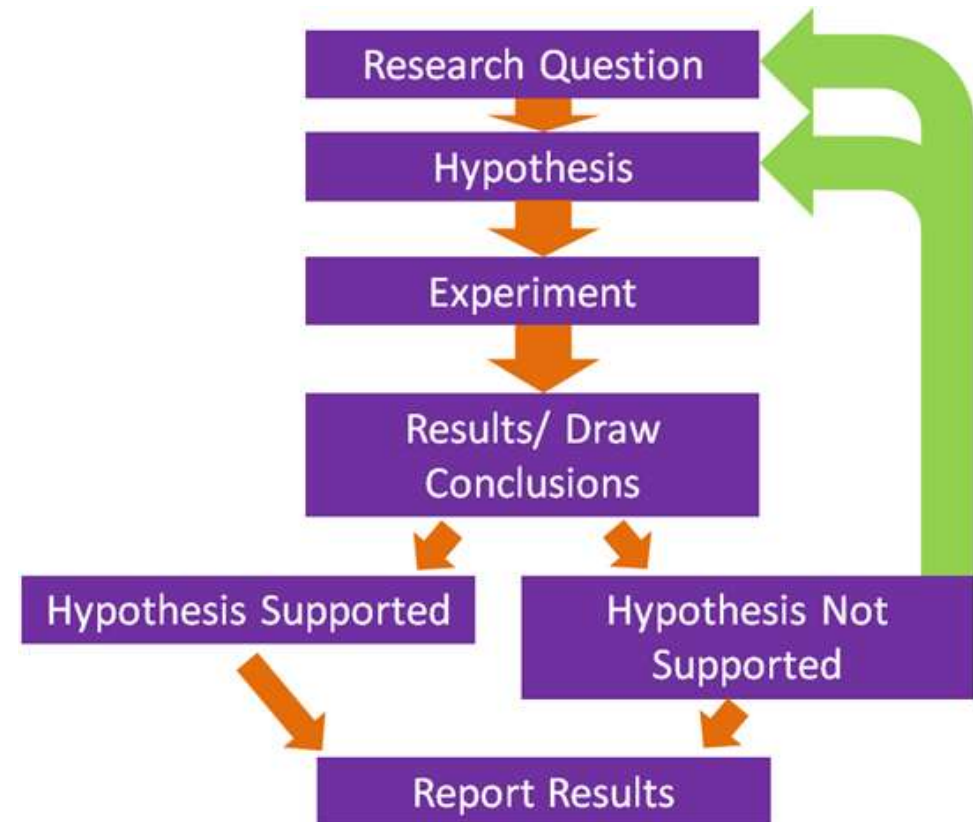 Research Question
Hypothesis
Experiment
Results/ Draw
Conclusions
Hypothesis Supported
Hypothesis Not
Supported
Report Results